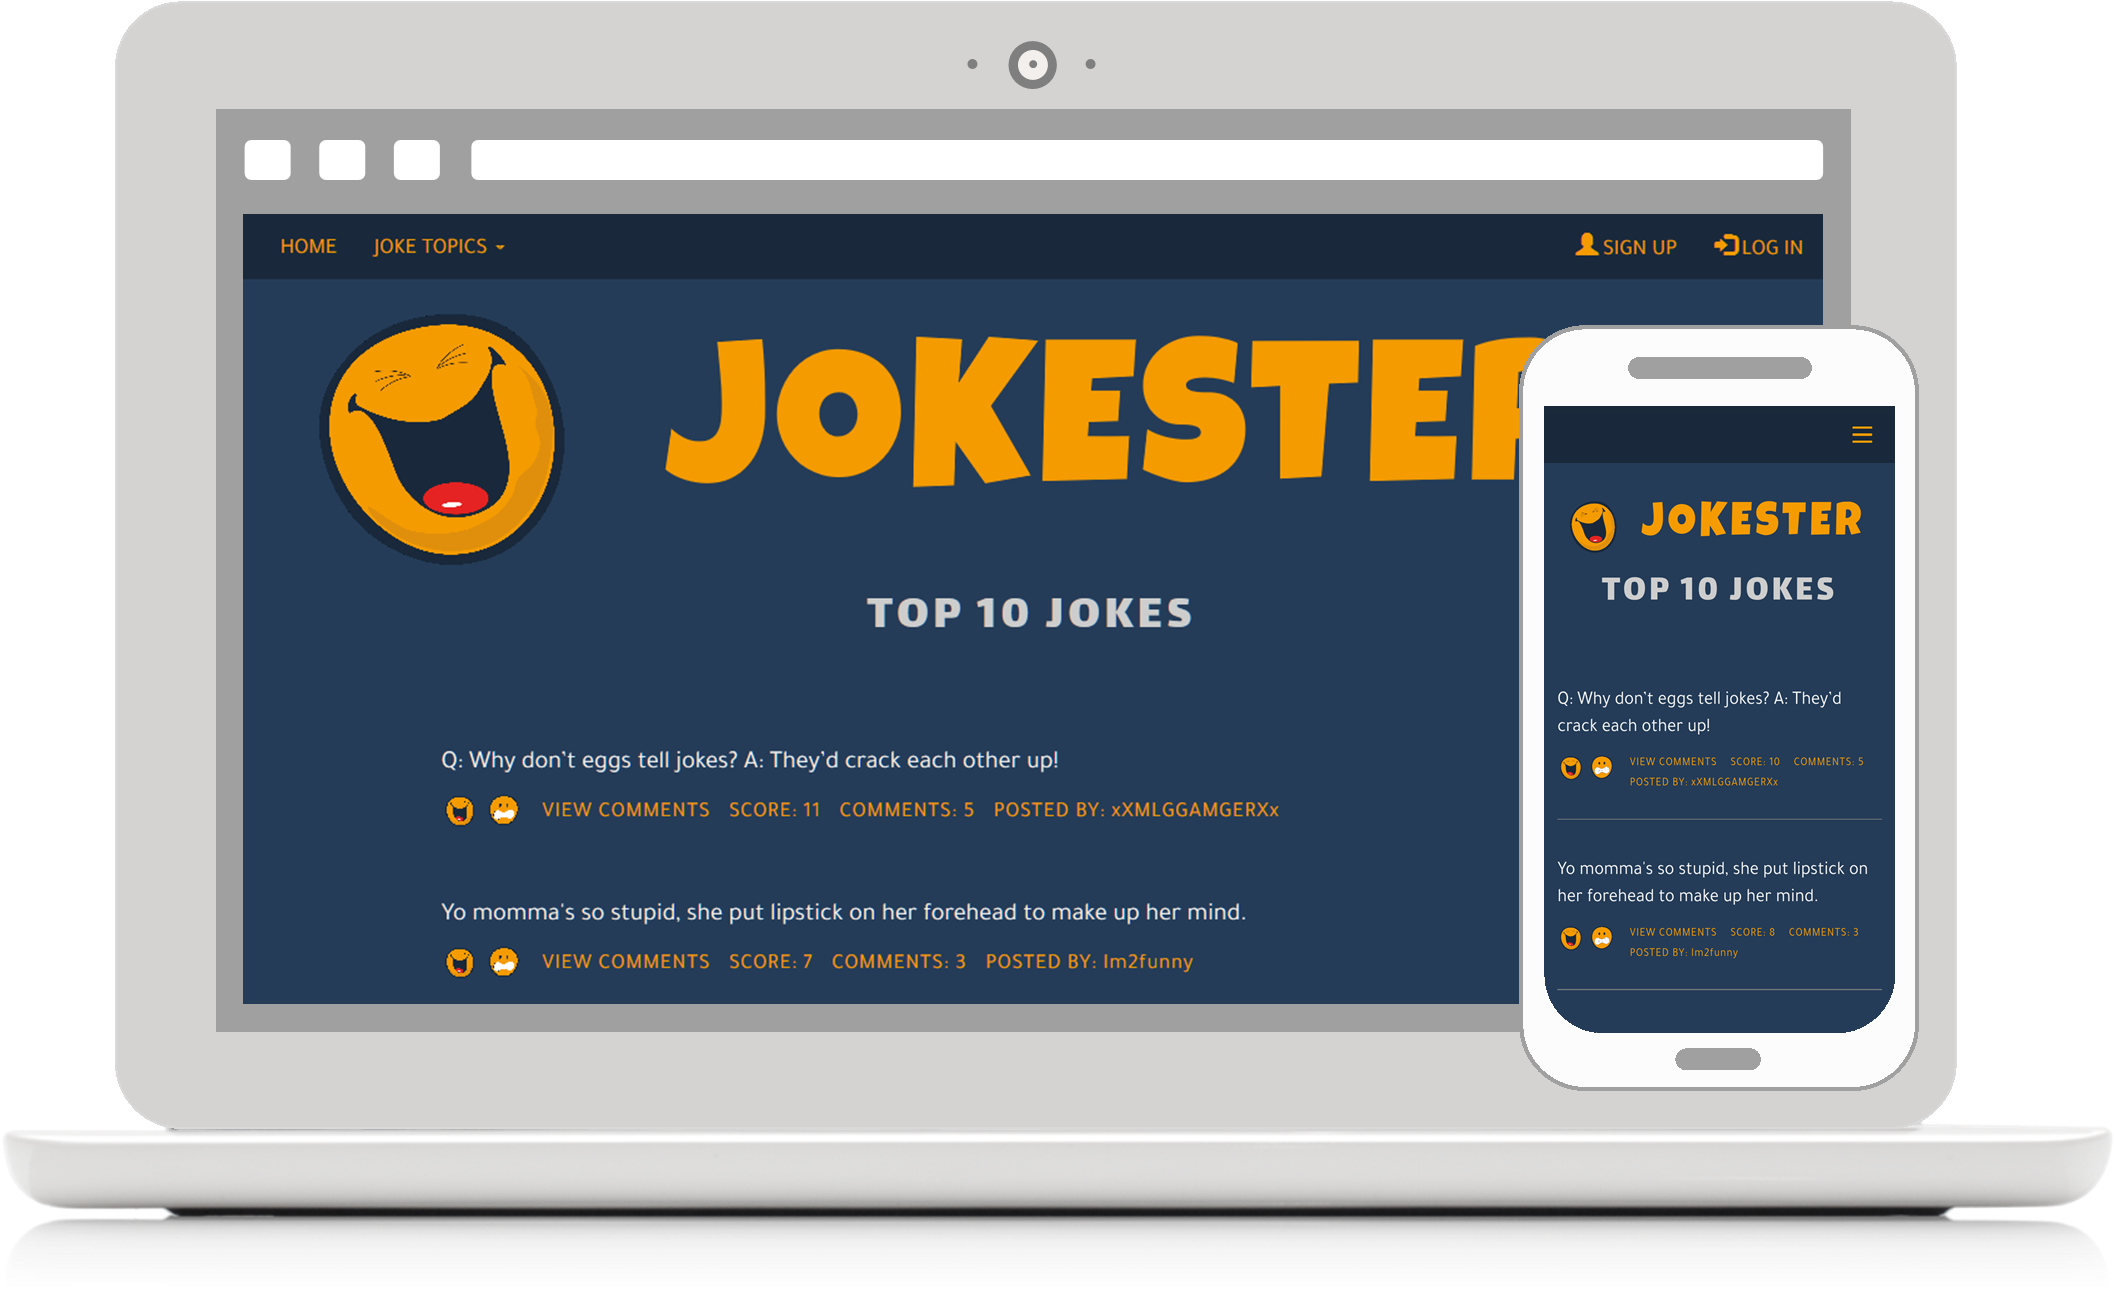 HOME JOKE TOPICS SIGN UP LOG IN
JOKESTER
TOP 10 JOKES
Q: Why don't eggs tell jokes? A: They'd crack each other up!
VIEW COMMENTS SCORE: 11 COMMENTS: 5 POSTED BY: xXMLGGAMGERXx
Yo momma's so stupid, she put lipstick on her forehead to make up her mind.
VIEW COMMENTS SCORE: 7 COMMENTS: 3 POSTED BY: Im2funny
JOKESTER
TOP 10 JOKES
Q: Why don't eggs tell jokes? A: They'd
crack each other up!
VIEW COMMENTS SCORE: 10 COMMENTS: 5
POSTED BY: xXMLGGAMGERXx
Yo momma's so stupid, she put lipstick on
her forehead to make up her mind.
VIEW COMMENTS SCORE: 8 COMMENTS: 3
POSTED BY: Im2funny